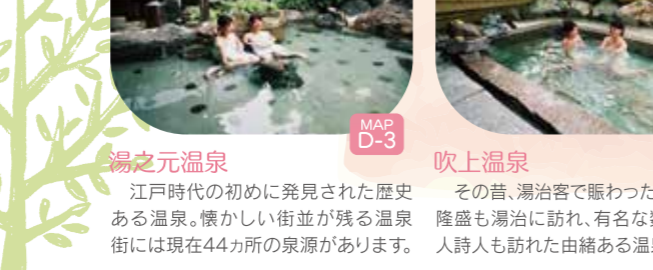 MAP
D-3
湯之元温泉
江戸時代の初めに発見された歴史
ある温泉。懐かしい街並が残る温泉
街には現在44ヵ所の泉源があります。
吹上温泉
その昔、湯治客で賑わった
隆盛も湯治に訪れ、有名な
人詩人も訪れた由緒ある温